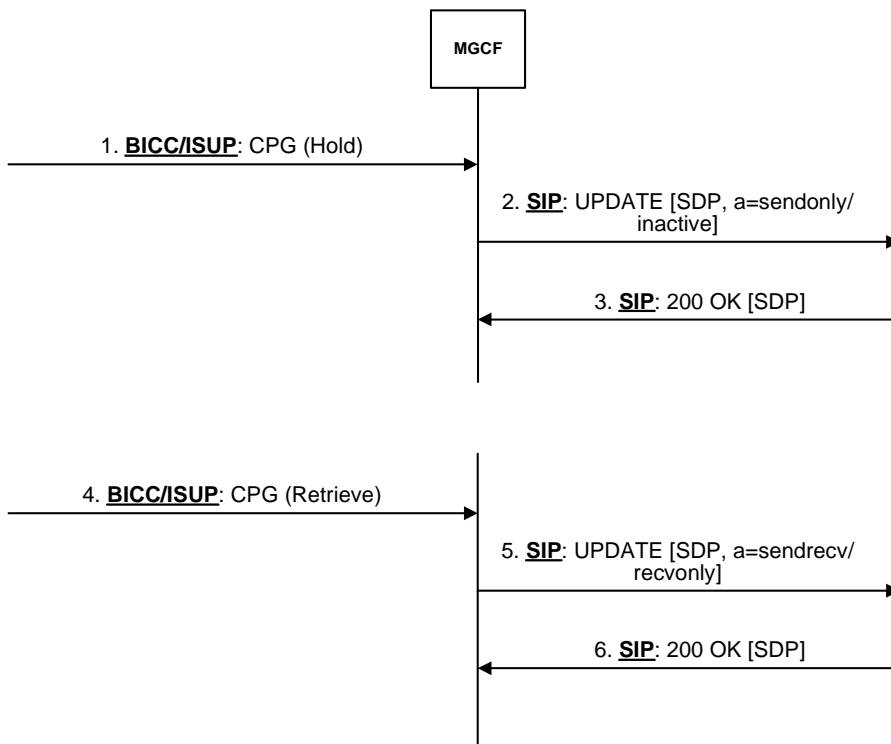 MGCF
1. BICC/ISUP: CPG (Hold)
2. SIP: UPDATE [SDP, a=sendonly/
inactive]
3. SIP: 200 OK [SDP]
4. BICC/ISUP: CPG (Retrieve)
5. SIP: UPDATE [SDP, a=sendrecv/
recvonly]
6. SIP: 200 OK [SDP]